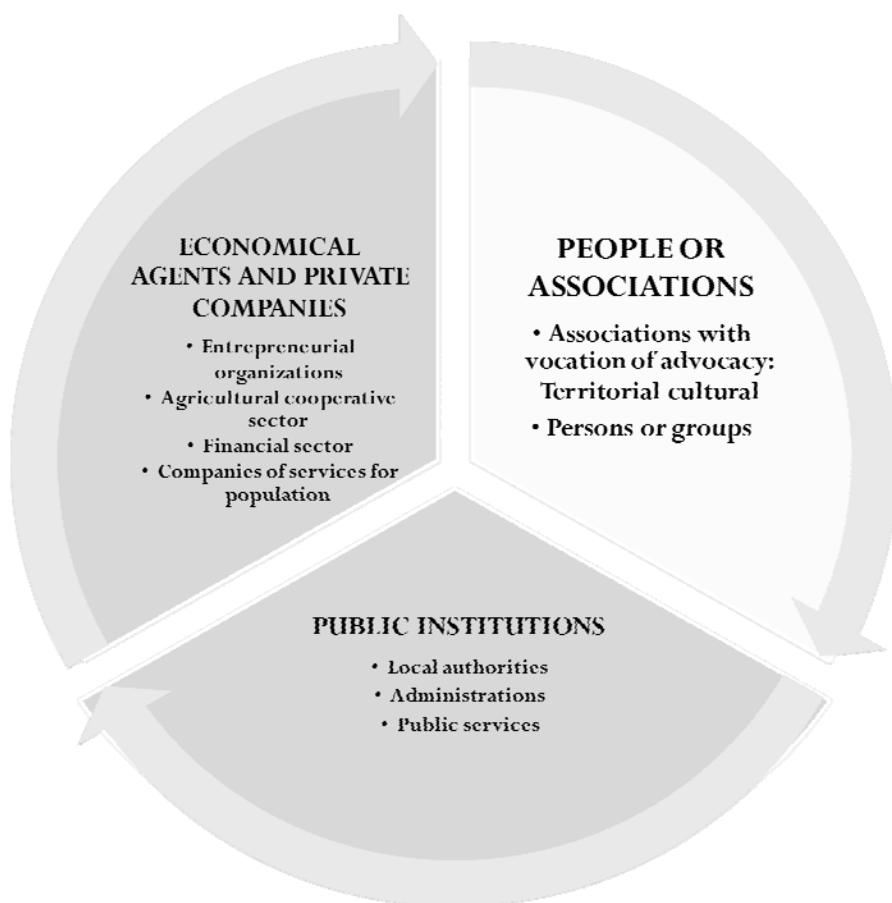 ECONOMICAL
AGENTS AND PRIVATE
COMPANIES
• Entrepreneurial
organizations
• Agricultural cooperative
sector
• Financial sector
• Companies of services for
population
PEOPLE OR
ASSOCIATIONS
• Associations with
vocation of advocacy:
Territorial cultural
• Persons or groups
PUBLIC INSTITUTIONS
• Local authorities
• Administrations
• Public services